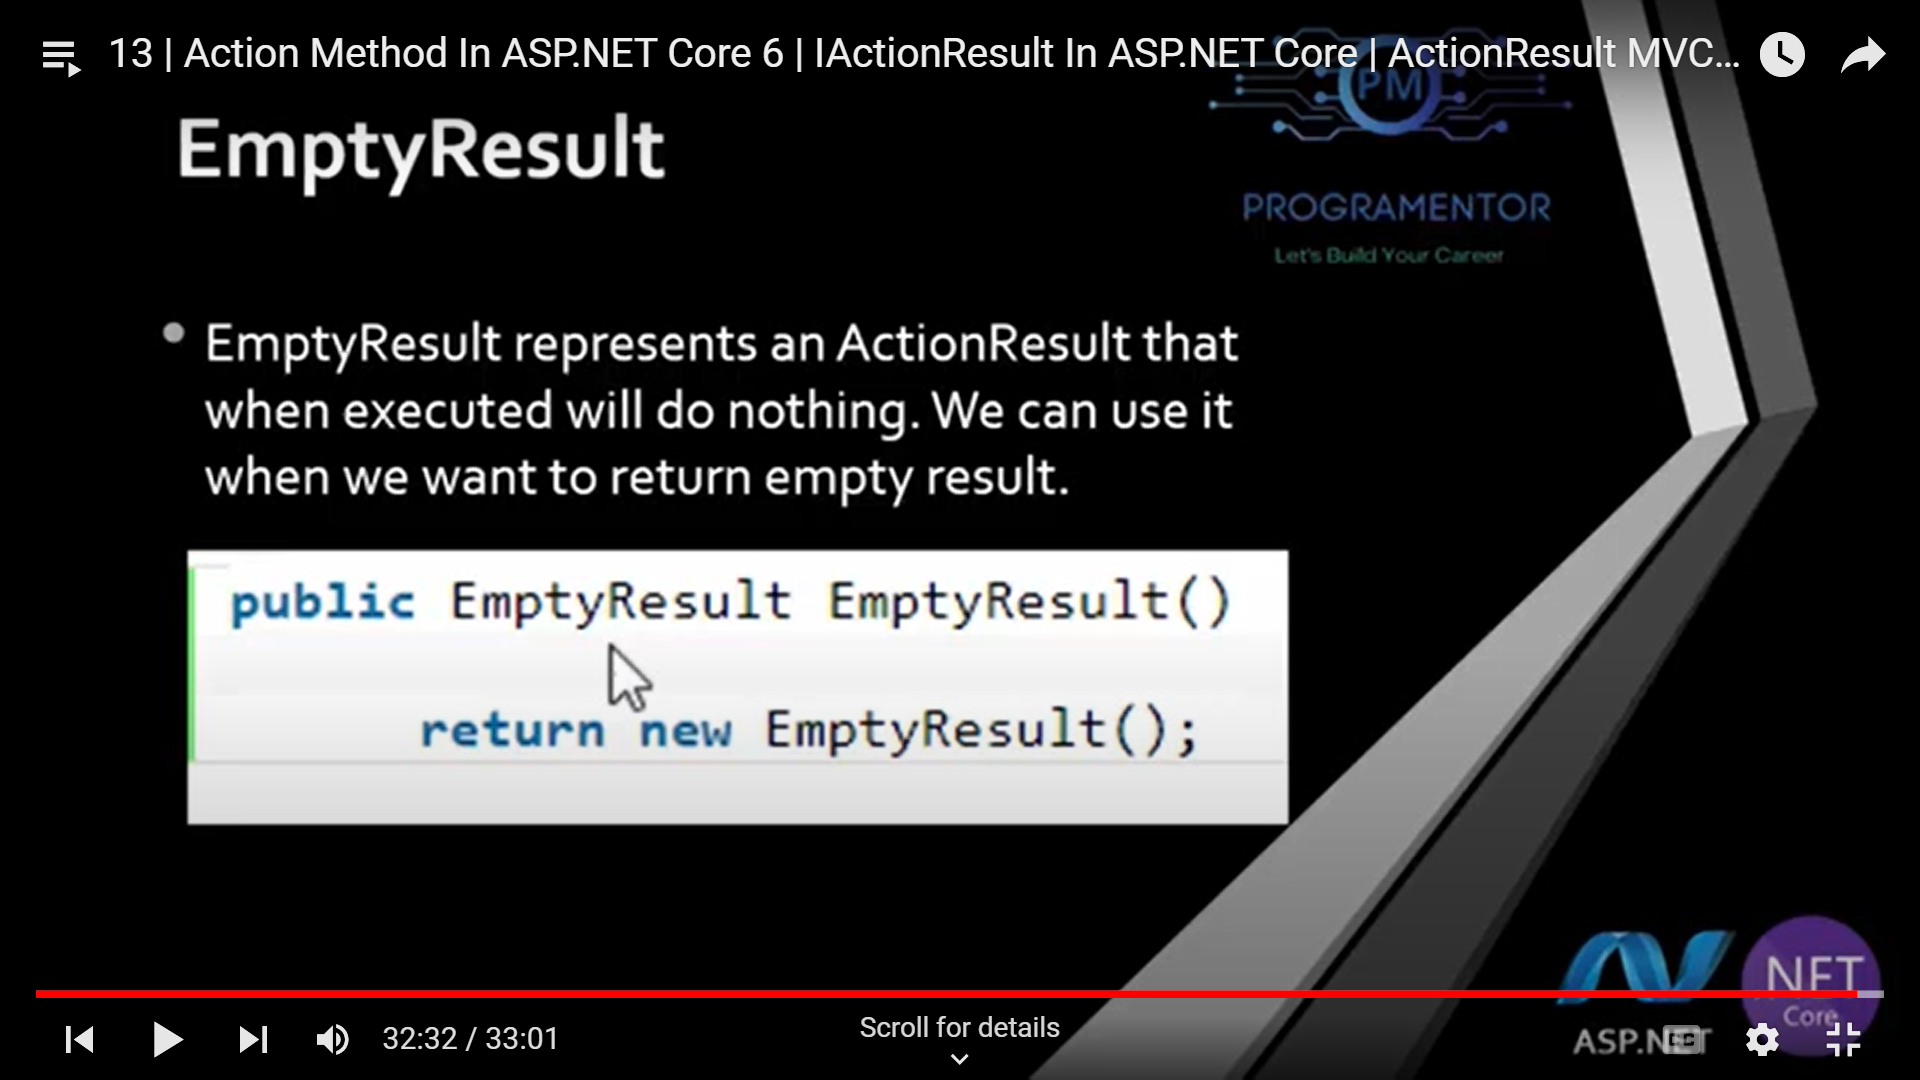 13 | Action Method In ASP.NET Core 6 | IActionResult In ASP.NET Core | ActionResult MVC...
PM
EmptyResult
PROGRAMENTOR
Let's Build Your Career
EmptyResult represents an ActionResult that
when executed will do nothing. We can use it
when we want to return empty result.
public EmptyResult EmptyResult()
return new EmptyResult();
NET
Core
32:32 / 33:01
Scroll for details
ASP.NET